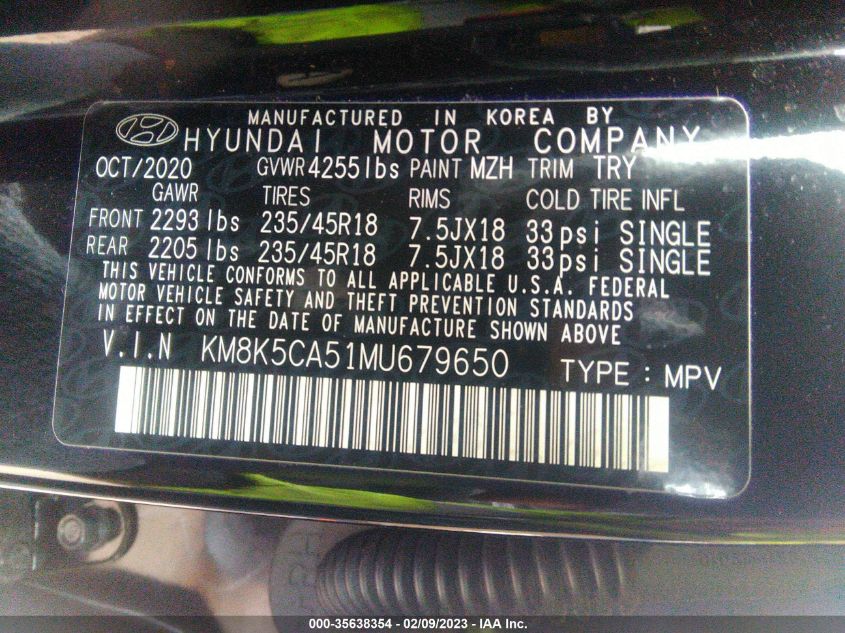 MANUFACTURED IN KOREA BY
HYUNDAI MOTOR COMPANY
OCT/2020 GVWR 4255 lbs PAINT MZH TRIM TRY
GAWR TIRES RIMS COLD TIRE INFL
FRONT 2293 lbs 235/45R18 7.5JX18 33 psi SINGLE
REAR 2205 lbs 235/45R18 7.5JX18 33 psi SINGLE
THIS VEHICLE CONFORMS TO ALL APPLICABLE U.S.A. FEDERAL
MOTOR VEHICLE SAFETY AND THEFT PREVENTION STANDARDS
IN EFFECT ON THE DATE OF MANUFACTURE SHOWN ABOVE
V.I.N KM8K5CA51MU679650 TYPE : MPV
000-35638354 - 02/09/2023 - IAA Inc.